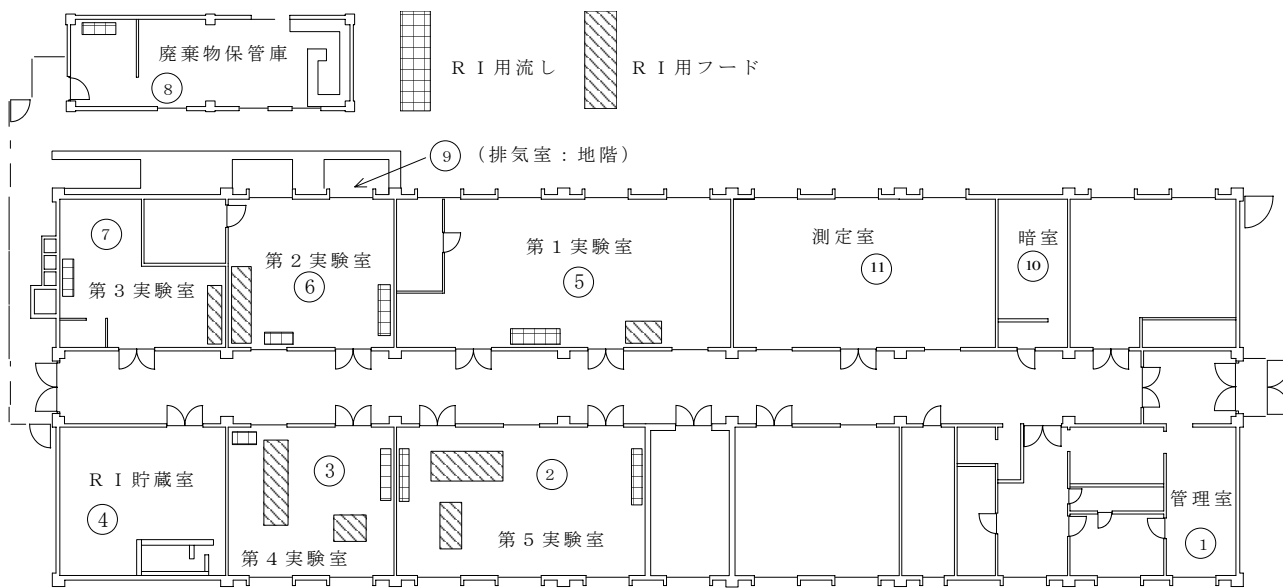 廃棄物保管庫
⑧
ＲＩ用流し
ＲＩ用フード
⑨ （排気室：地階）
⑦
第３実験室
第２実験室
⑥
第１実験室
⑤
測定室
⑪
暗室
⑩
ＲＩ貯蔵室
④
③
第４実験室
②
第５実験室
管理室
①